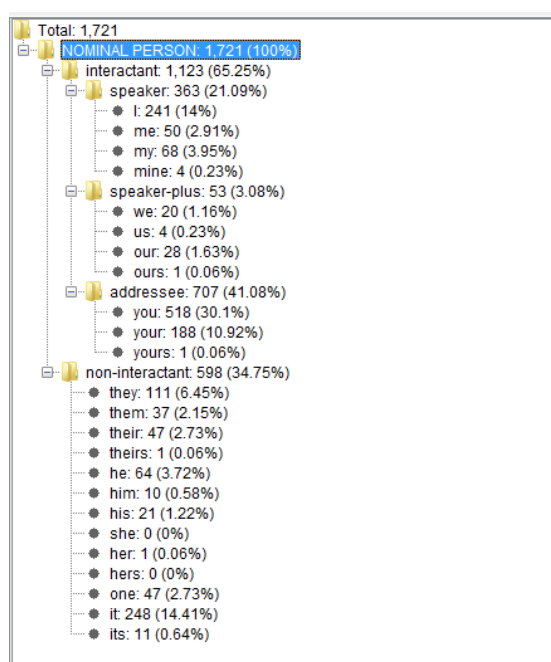 Total: 1,721
NOMINAL PERSON: 1,721 (100%)
interactant: 1,123 (65.25%)
speaker: 363 (21.09%)
I: 241 (14%)
me: 50 (2.91%)
my: 68 (3.95%)
mine: 4 (0.23%)
speaker-plus: 53 (3.08%)
we: 20 (1.16%)
us: 4 (0.23%)
our: 28 (1.63%)
ours: 1 (0.06%)
addressee: 707 (41.08%)
you: 518 (30.1%)
your: 188 (10.92%)
yours: 1 (0.06%)
non-interactant: 598 (34.75%)
they: 111 (6.45%)
them: 37 (2.15%)
their: 47 (2.73%)
theirs: 1 (0.06%)
he: 64 (3.72%)
him: 10 (0.58%)
his: 21 (1.22%)
she: 0 (0%)
her: 1 (0.06%)
hers: 0 (0%)
one: 47 (2.73%)
it: 248 (14.41%)
its: 11 (0.64%)